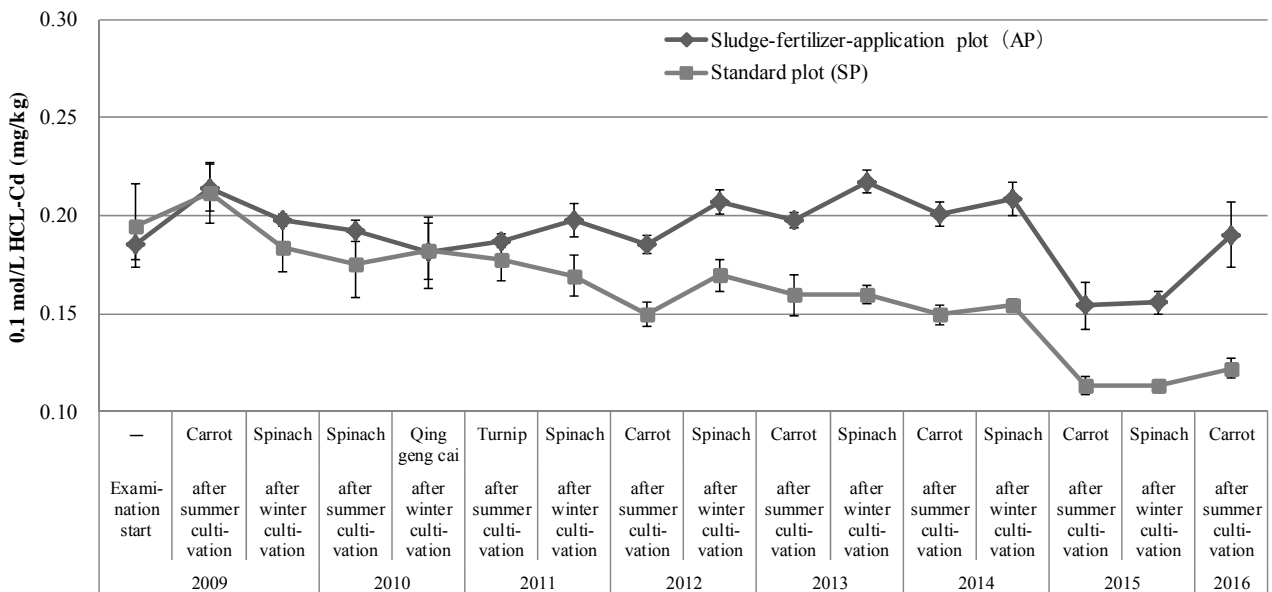 0.30
0.25
0.20
0.15
0.10
0.1 mol/L HCL-Cd (mg/kg)
Sludge-fertilizer-application plot（AP）
Standard plot (SP)
— Carrot Spinach Spinach Qing Turnip Spinach Carrot Spinach Carrot Spinach Carrot Spinach Carrot Spinach Carrot
geng cai
Exami- after after after after after after after after after after after after after after after
nation summer winter summer winter summer winter summer winter summer winter summer winter summer winter summer
start culti- culti- culti- culti- culti- culti- culti- culti- culti- culti- culti- culti- culti- culti- culti-
vation vation vation vation vation vation vation vation vation vation vation vation vation vation vation
2009 2010 2011 2012 2013 2014 2015 2016